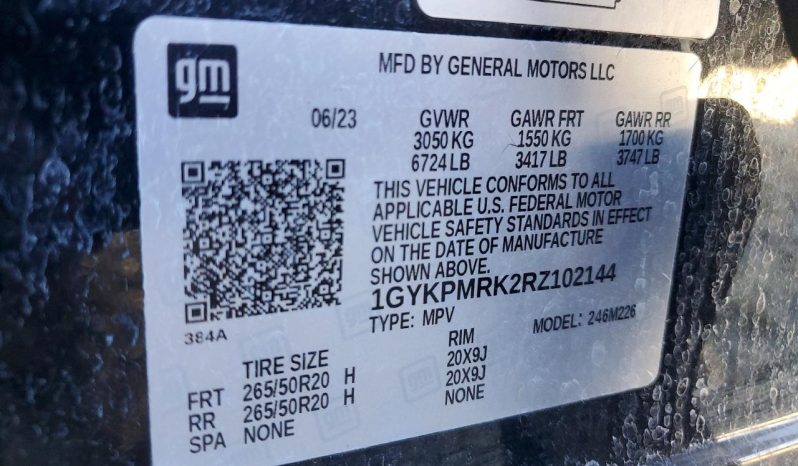 gm
MFD BY GENERAL MOTORS LLC
06/23 GVWR GAWR FRT GAWR RR
3050 KG 1550 KG 1700 KG
6724 LB 3417 LB 3747 LB
THIS VEHICLE CONFORMS TO ALL
APPLICABLE U.S. FEDERAL MOTOR
VEHICLE SAFETY STANDARDS IN EFFECT
ON THE DATE OF MANUFACTURE
SHOWN ABOVE.
1GYKPMRK2RZ102144
384A TYPE: MPV MODEL: 246M226
TIRE SIZE RIM
FRT 265/50R20 H 20X9J
RR 265/50R20 H 20X9J
SPA NONE NONE